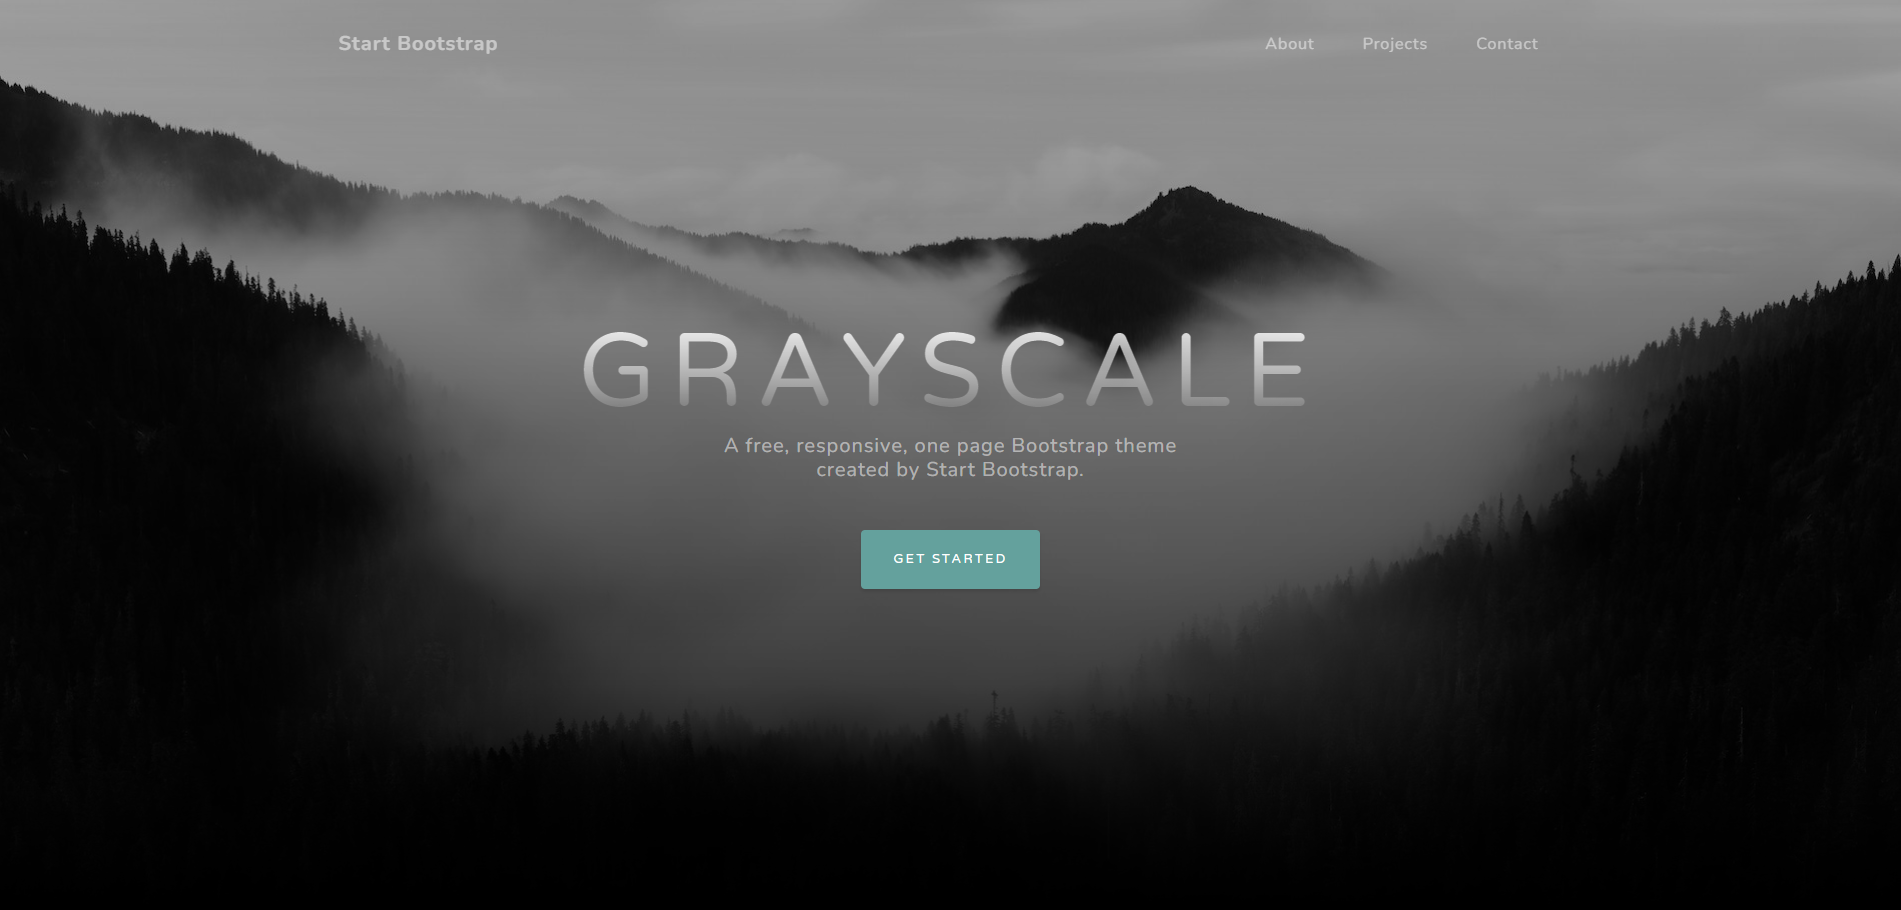 Start Bootstrap
About
Projects
Contact
GRAYSCALE
A free, responsive, one page Bootstrap theme
created by Start Bootstrap.
GET STARTED